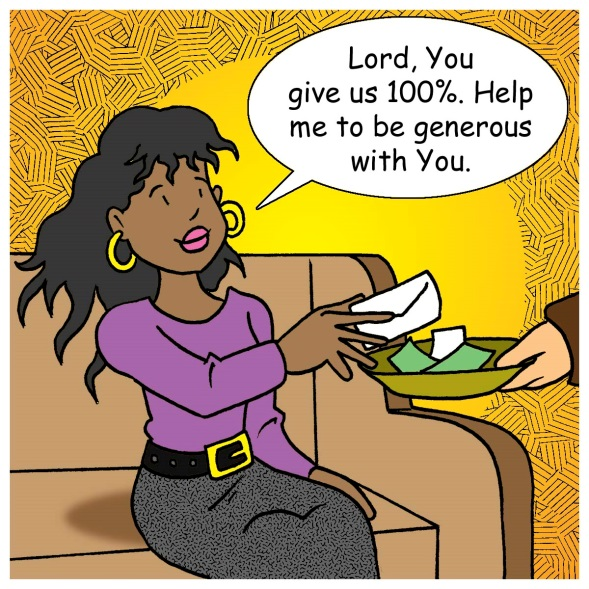 Lord, You
give us 100%. Help
me to be generous
with You.